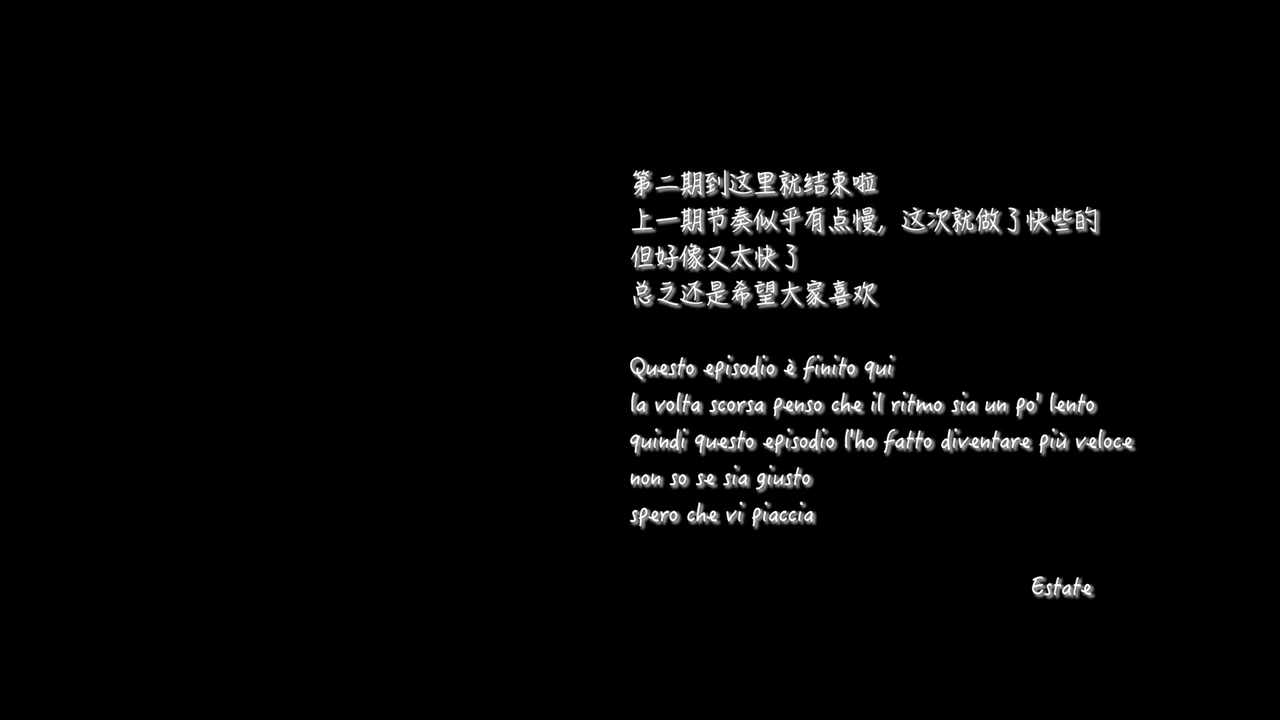 第二期到这里就结束啦
上一期节奏似乎有点慢，这次就做了快些的
但好像又太快了
总之还是希望大家喜欢
Questo episodio è finito qui
la volta scorsa penso che il ritmo sia un po' lento
quindi questo episodio l'ho fatto diventare più veloce
non so se sia giusto
spero che vi piaccia
Estate